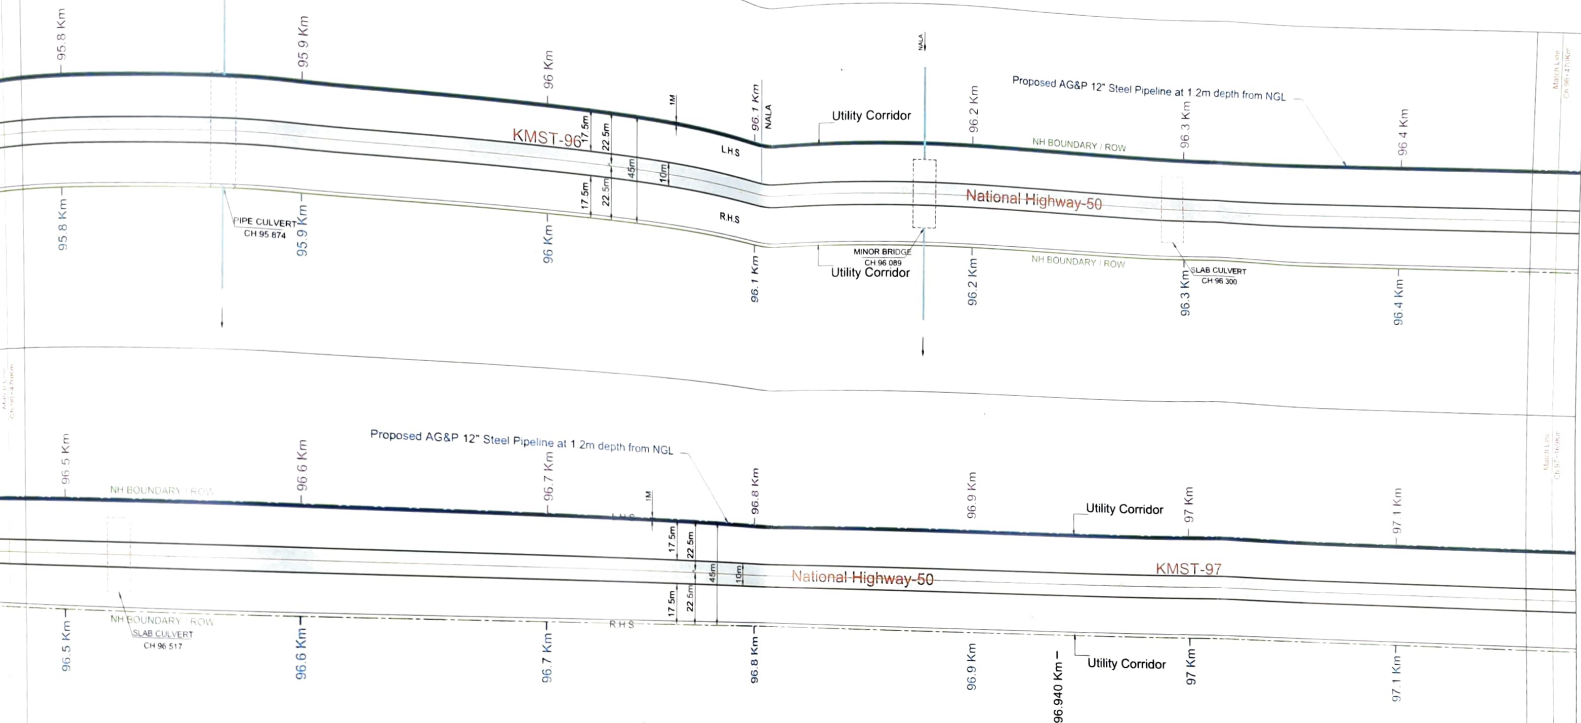 95.8 Km
95.9 Km
96 Km
1M
96.1 Km
NALA
Utility Corridor
NALA
96.2 Km
Proposed AG&P 12" Steel Pipeline at 1.2m depth from NGL
96.3 Km
96.4 Km
KMST-96
17.5m
22.5m
45m
10m
L.H.S
NH BOUNDARY / ROW
17.5m
22.5m
R.H.S
National Highway-50
95.8 Km
PIPE CULVERT
CH 95 874
95.9 Km
96 Km
96.1 Km
MINOR BRIDGE
CH 96 089
Utility Corridor
96.2 Km
NH BOUNDARY / ROW
96.3 Km
SLAB CULVERT
CH 96 300
96.4 Km
Match Line
Proposed AG&P 12" Steel Pipeline at 1 2m depth from NGL
96.5 Km
NH BOUNDARY / ROW
96.6 Km
96.7 Km
1M
96.8 Km
96.9 Km
Utility Corridor
97 Km
97.1 Km
L.H.S
17.5m
22.5m
45m
10m
National Highway-50
KMST-97
17.5m
22.5m
R.H.S
NH BOUNDARY / ROW
SLAB CULVERT
CH 96 517
96.5 Km
96.6 Km
96.7 Km
96.8 Km
96.9 Km
96.940 Km
Utility Corridor
97 Km
97.1 Km
Match Line